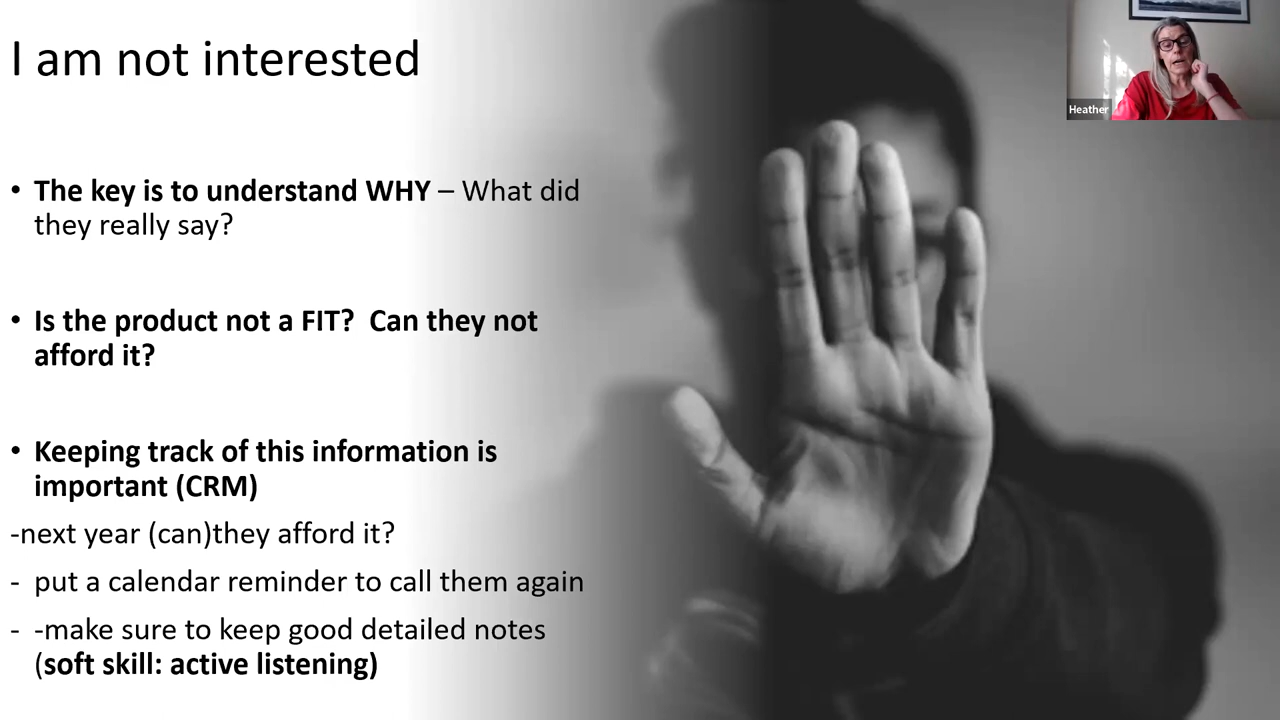 I am not interested
• The key is to understand WHY – What did
they really say?
• Is the product not a FIT?  Can they not
afford it?
• Keeping track of this information is
important (CRM)
-next year (can)they afford it?
- put a calendar reminder to call them again
- -make sure to keep good detailed notes
(soft skill: active listening)
Heather